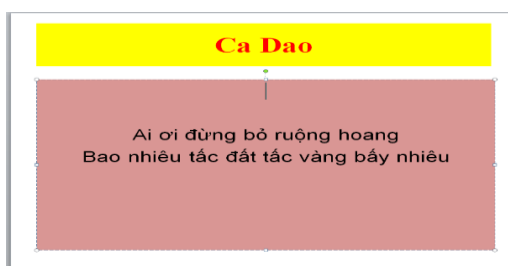 Ca Dao
Ai ơi đừng bỏ ruộng hoang
Bao nhiêu tấc đất tấc vàng bấy nhiêu